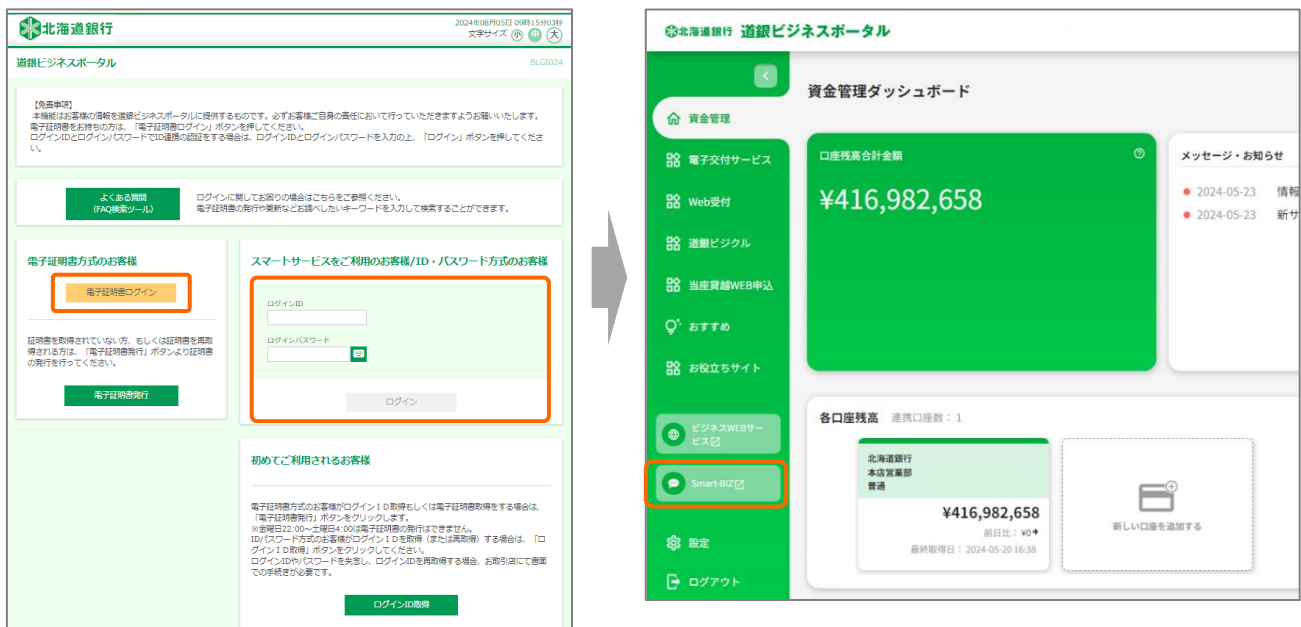 北海道銀行
2024年08月05日 09時15分03秒
文字サイズ 小 中 大
道銀ビジネスポータル
BLGI024
【免責事項】
本機能はお客様の情報を道銀ビジネスポータルに提供するものです。必ずお客様ご自身の責任において行っていただきますようお願いいたします。
電子証明書をお持ちの方は、「電子証明書ログイン」ボタンを押してください。
ログインIDとログインパスワードでID連携の認証をする場合は、ログインIDとログインパスワードを入力の上、「ログイン」ボタンを押してくださ
い。
よくある質問
(FAQ検索ツール)
ログインに関してお困りの場合はこちらをご参照ください。
電子証明書の発行や更新などお調べしたいキーワードを入力して検索することができます。
電子証明書方式のお客様
電子証明書ログイン
証明書を取得されていない方、もしくは証明書を再取
得される方は、「電子証明書発行」ボタンより証明書
の発行を行ってください。
電子証明書発行
スマートサービスをご利用のお客様/ID・パスワード方式のお客様
ログインID
ログインパスワード
ログイン
初めてご利用されるお客様
電子証明書方式のお客様がログインID取得もしくは電子証明書取得をする場合は、
「電子証明書発行」ボタンをクリックします。
※金曜日22:00~土曜日4:00は電子証明書の発行はできません。
ID/パスワード方式のお客様がログインIDを取得（または再取得）する場合は、「ロ
グインID取得」ボタンをクリックしてください。
ログインIDやパスワードを失念し、ログインIDを再取得する場合、お取引店にて書面
での手続きが必要です。
ログインID取得
北海道銀行 道銀ビジネスポータル
資金管理
電子交付サービス
Web受付
道銀ビジクル
当座貸越WEB申込
おすすめ
お役立ちサイト
ビジネスWEBサー
ビス
Smart-BIZ
設定
ログアウト
資金管理ダッシュボード
口座残高合計金額
¥416,982,658
メッセージ・お知らせ
2024-05-23 情報
2024-05-23 新サ
各口座残高 連携口座数：1
北海道銀行
本店営業部
普通
¥416,982,658
前日比：¥0
最終取得日：2024-05-20 16:38
新しい口座を追加する